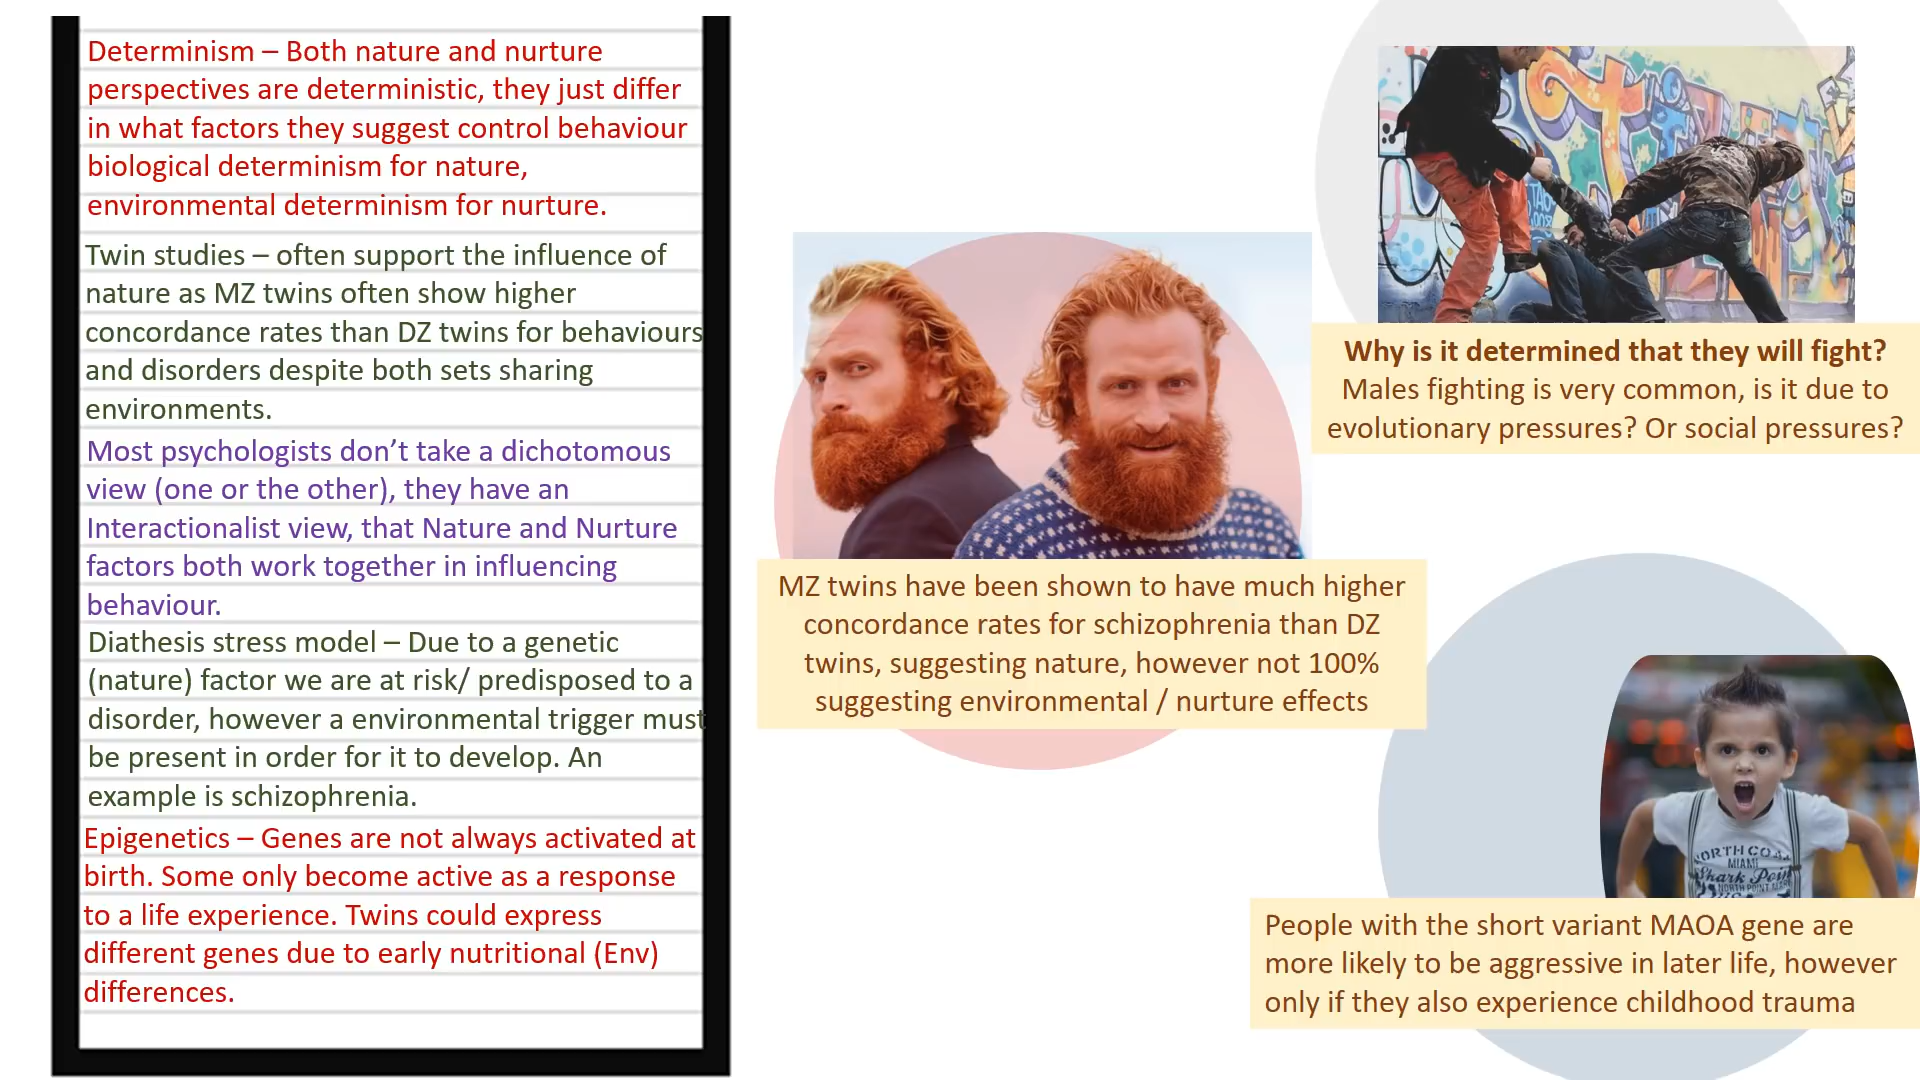 Determinism – Both nature and nurture
perspectives are deterministic, they just differ
in what factors they suggest control behaviour
biological determinism for nature,
environmental determinism for nurture.
Twin studies – often support the influence of
nature as MZ twins often show higher
concordance rates than DZ twins for behaviours
and disorders despite both sets sharing
environments.
Most psychologists don’t take a dichotomous
view (one or the other), they have an
Interactionalist view, that Nature and Nurture
factors both work together in influencing
behaviour.
Diathesis stress model – Due to a genetic
(nature) factor we are at risk/ predisposed to a
disorder, however a environmental trigger must
be present in order for it to develop. An
example is schizophrenia.
Epigenetics – Genes are not always activated at
birth. Some only become active as a response
to a life experience. Twins could express
different genes due to early nutritional (Env)
differences.
MZ twins have been shown to have much higher
concordance rates for schizophrenia than DZ
twins, suggesting nature, however not 100%
suggesting environmental / nurture effects
Why is it determined that they will fight?
Males fighting is very common, is it due to
evolutionary pressures? Or social pressures?
MIAMI
Shark Poin
People with the short variant MAOA gene are
more likely to be aggressive in later life, however
only if they also experience childhood trauma